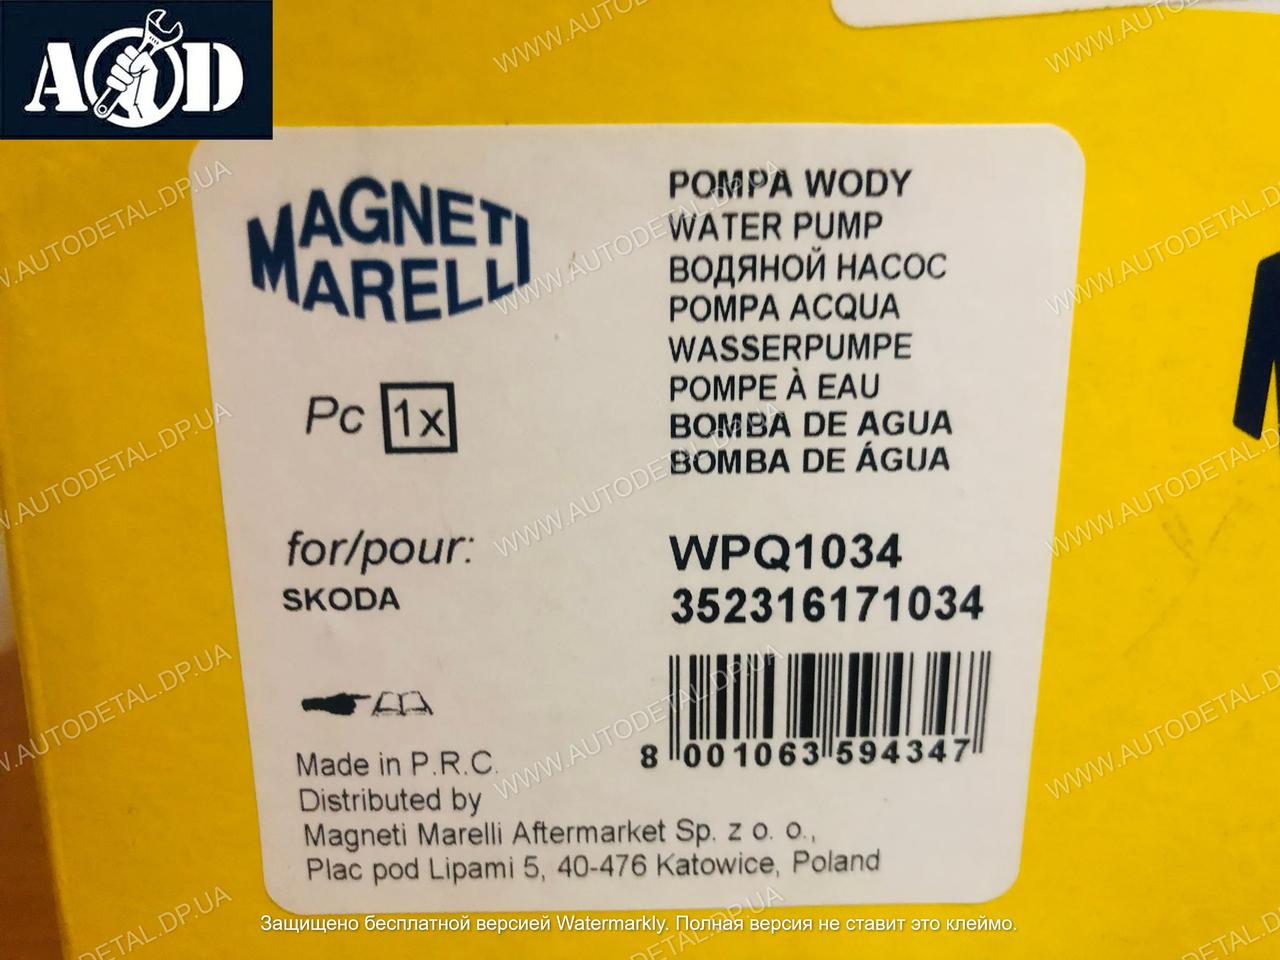 AOD
MAGNETI
MARELLI
POMPA WODY
WATER PUMP
ВОДЯНОЙ НАСОС
POMPA ACQUA
WASSERPUMPE
POMPE À EAU
BOMBA DE AGUA
BOMBA DE ÁGUA
Pc 1x
for/pour:
SKODA
WPQ1034
352316171034
8 001063 594347
Made in P.R.C.
Distributed by
Magneti Marelli Aftermarket Sp. z o. o.,
Plac pod Lipami 5, 40-476 Katowice, Poland
WWW.AUTODETAL.DP.UA
Защищено бесплатной версией Watermarkly. Полная версия не ставит это клеймо.